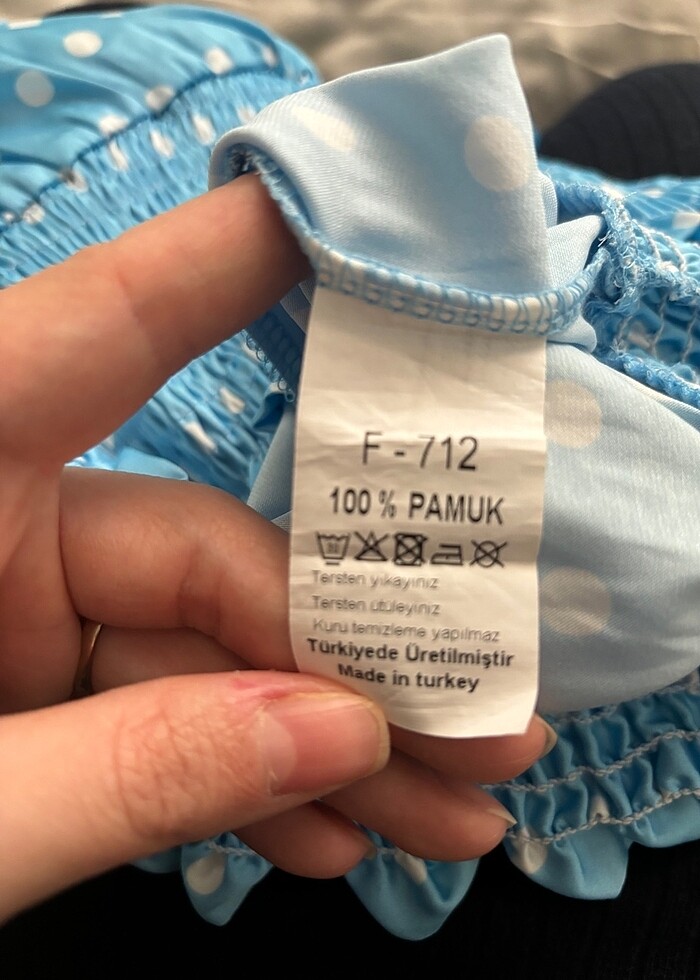 F - 712
100 % PAMUK
Tersten yıkayınız
Tersten ütüleyiniz
Kuru temizleme yapılmaz
Türkiyede Üretilmiştir
Made in turkey